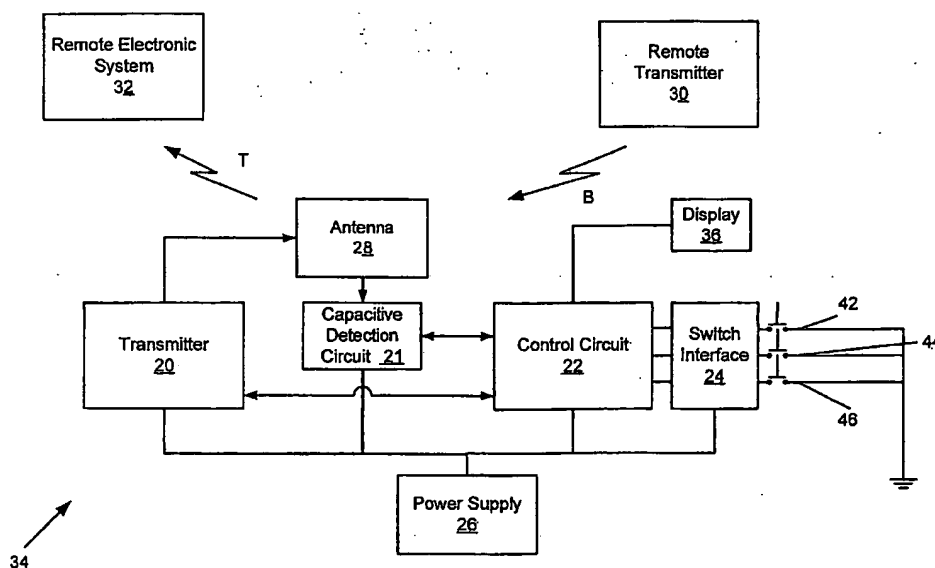 Remote Electronic
System
32
Remote
Transmitter
30
T
B
Antenna
28
Display
36
Transmitter
20
Capacitive
Detection
Circuit 21
Control Circuit
22
Switch
Interface
24
42
44
46
Power Supply
26
34